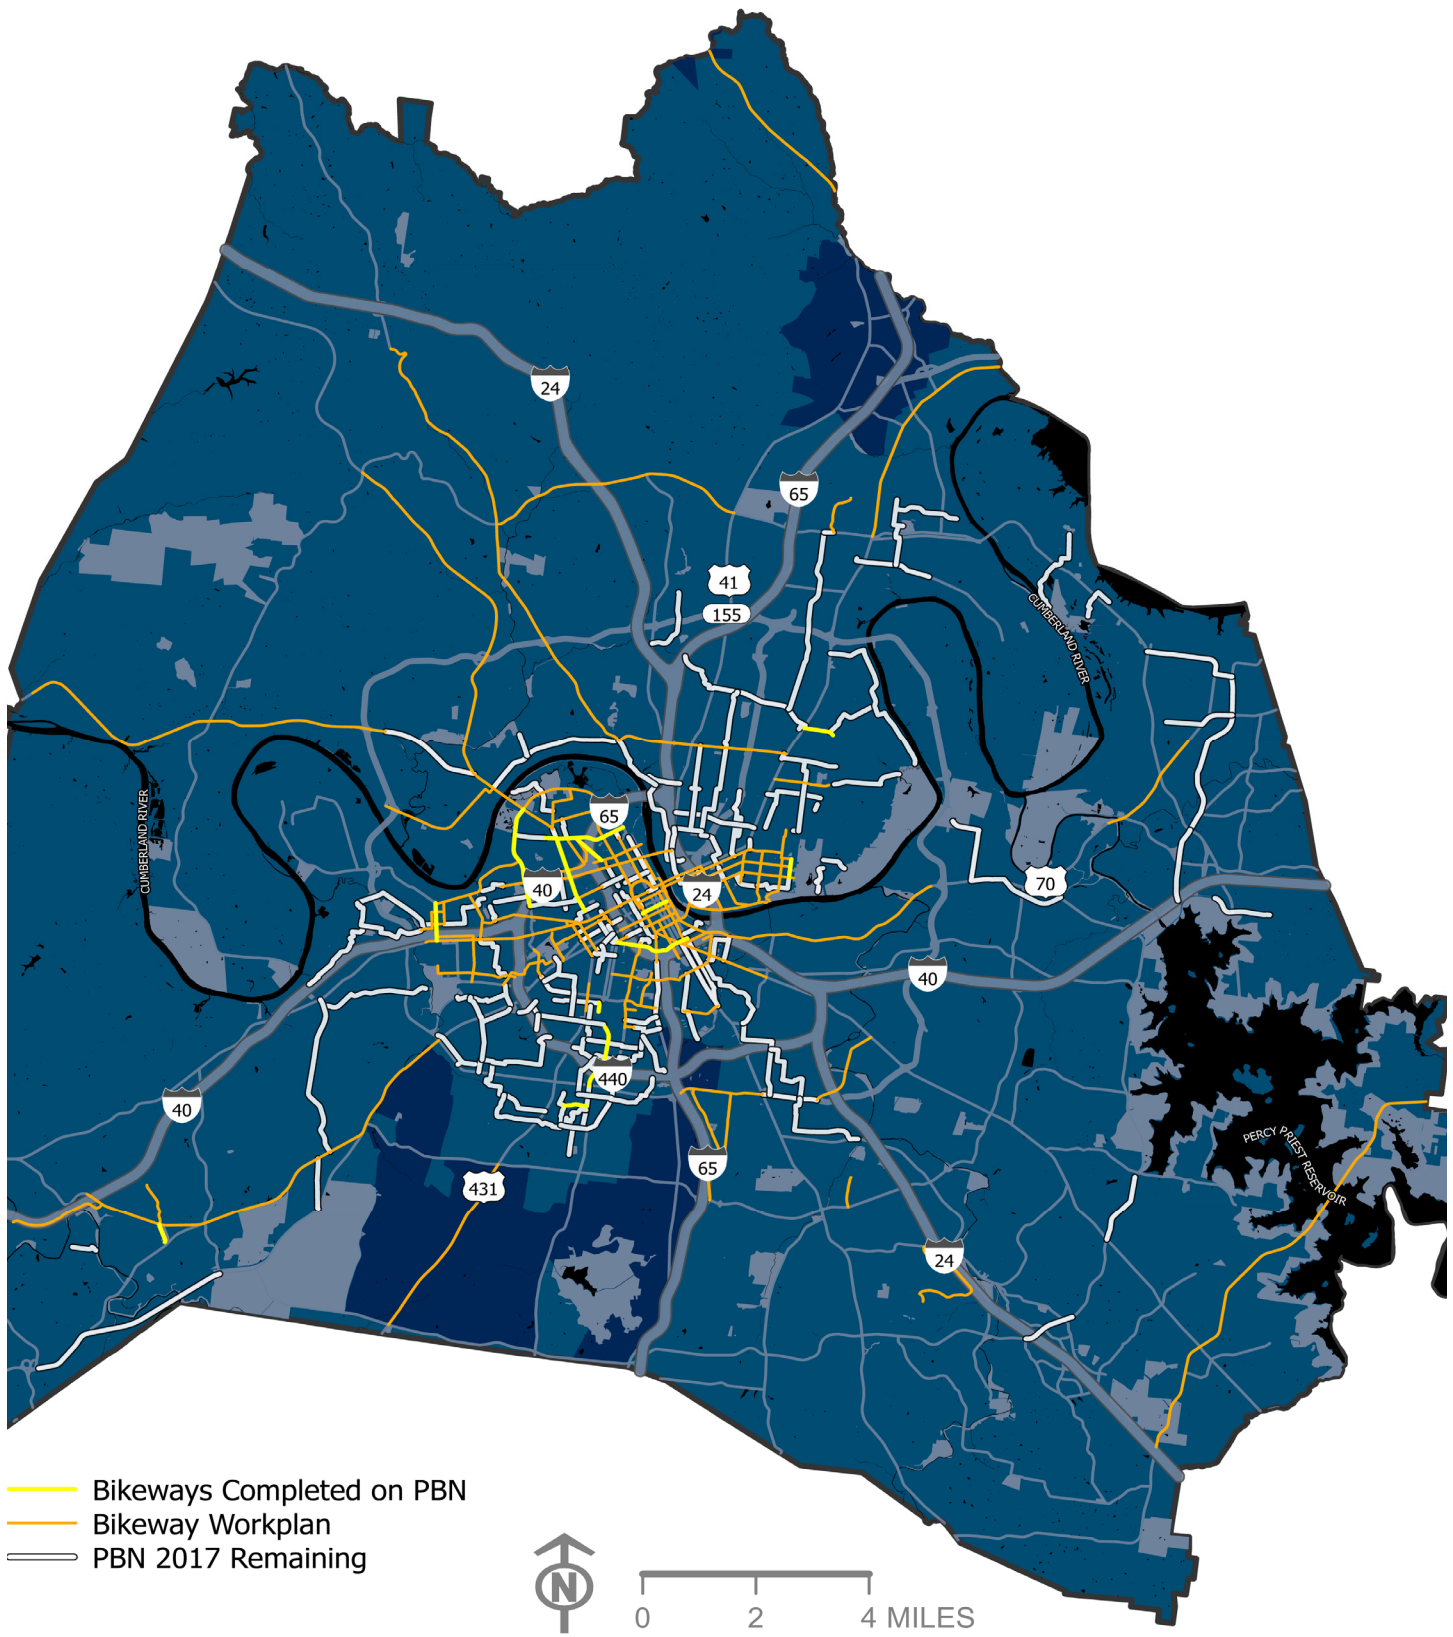 24
65
41
155
CUMBERLAND RIVER
CUMBERLAND RIVER
65
40
24
70
40
440
40
PERCY PRIEST RESERVOIR
65
431
24
Bikeways Completed on PBN
Bikeway Workplan
PBN 2017 Remaining
N
0 2 4 MILES